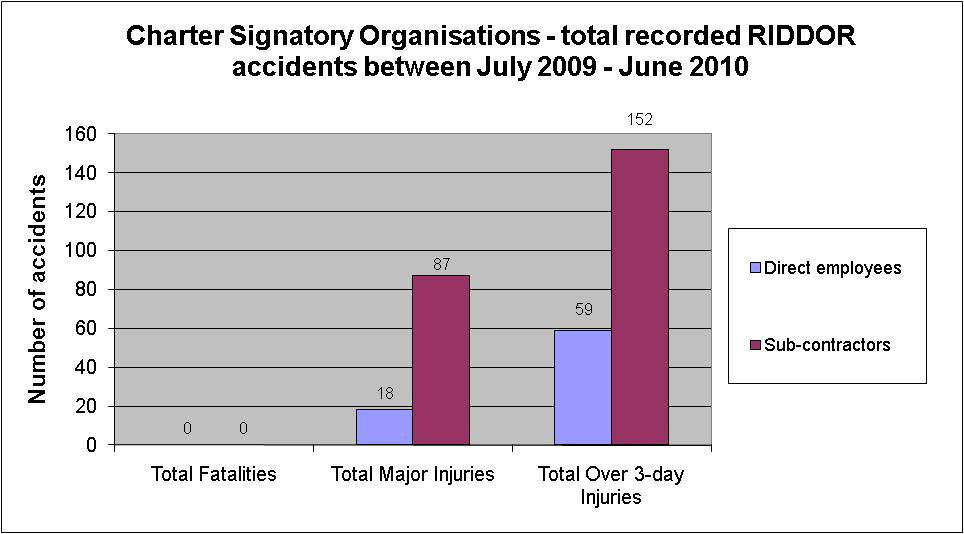 Charter Signatory Organisations - total recorded RIDDOR
accidents between July 2009 - June 2010
Number of accidents
160
140
120
100
80
60
40
20
0
0
0
18
87
59
152
Total Fatalities
Total Major Injuries
Total Over 3-day
Injuries
Direct employees
Sub-contractors